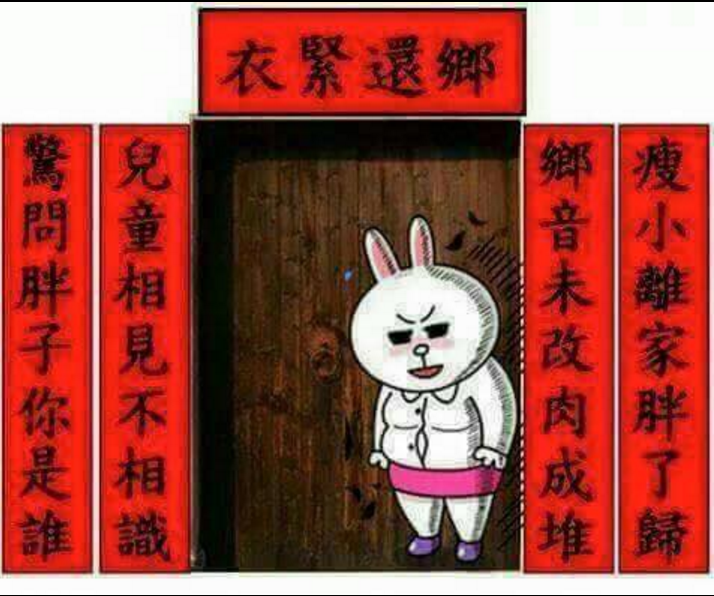 衣緊還鄉
瘦小離家胖了歸
鄉音未改肉成堆
兒童相見不相識
驚問胖子你是誰